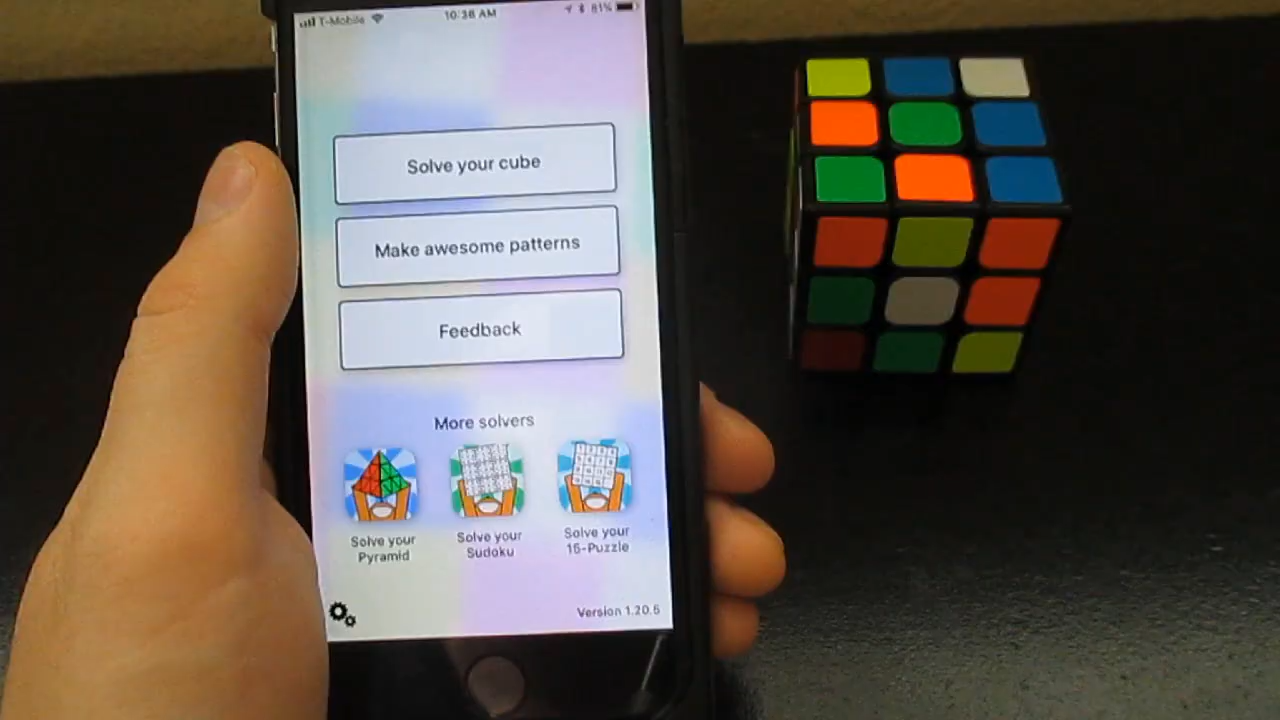 T-Mobile 10:36 AM 81%
Solve your cube
Make awesome patterns
Feedback
More solvers
Solve your
Pyramid
Solve your
Sudoku
Solve your
15-Puzzle
Version 1.20.5